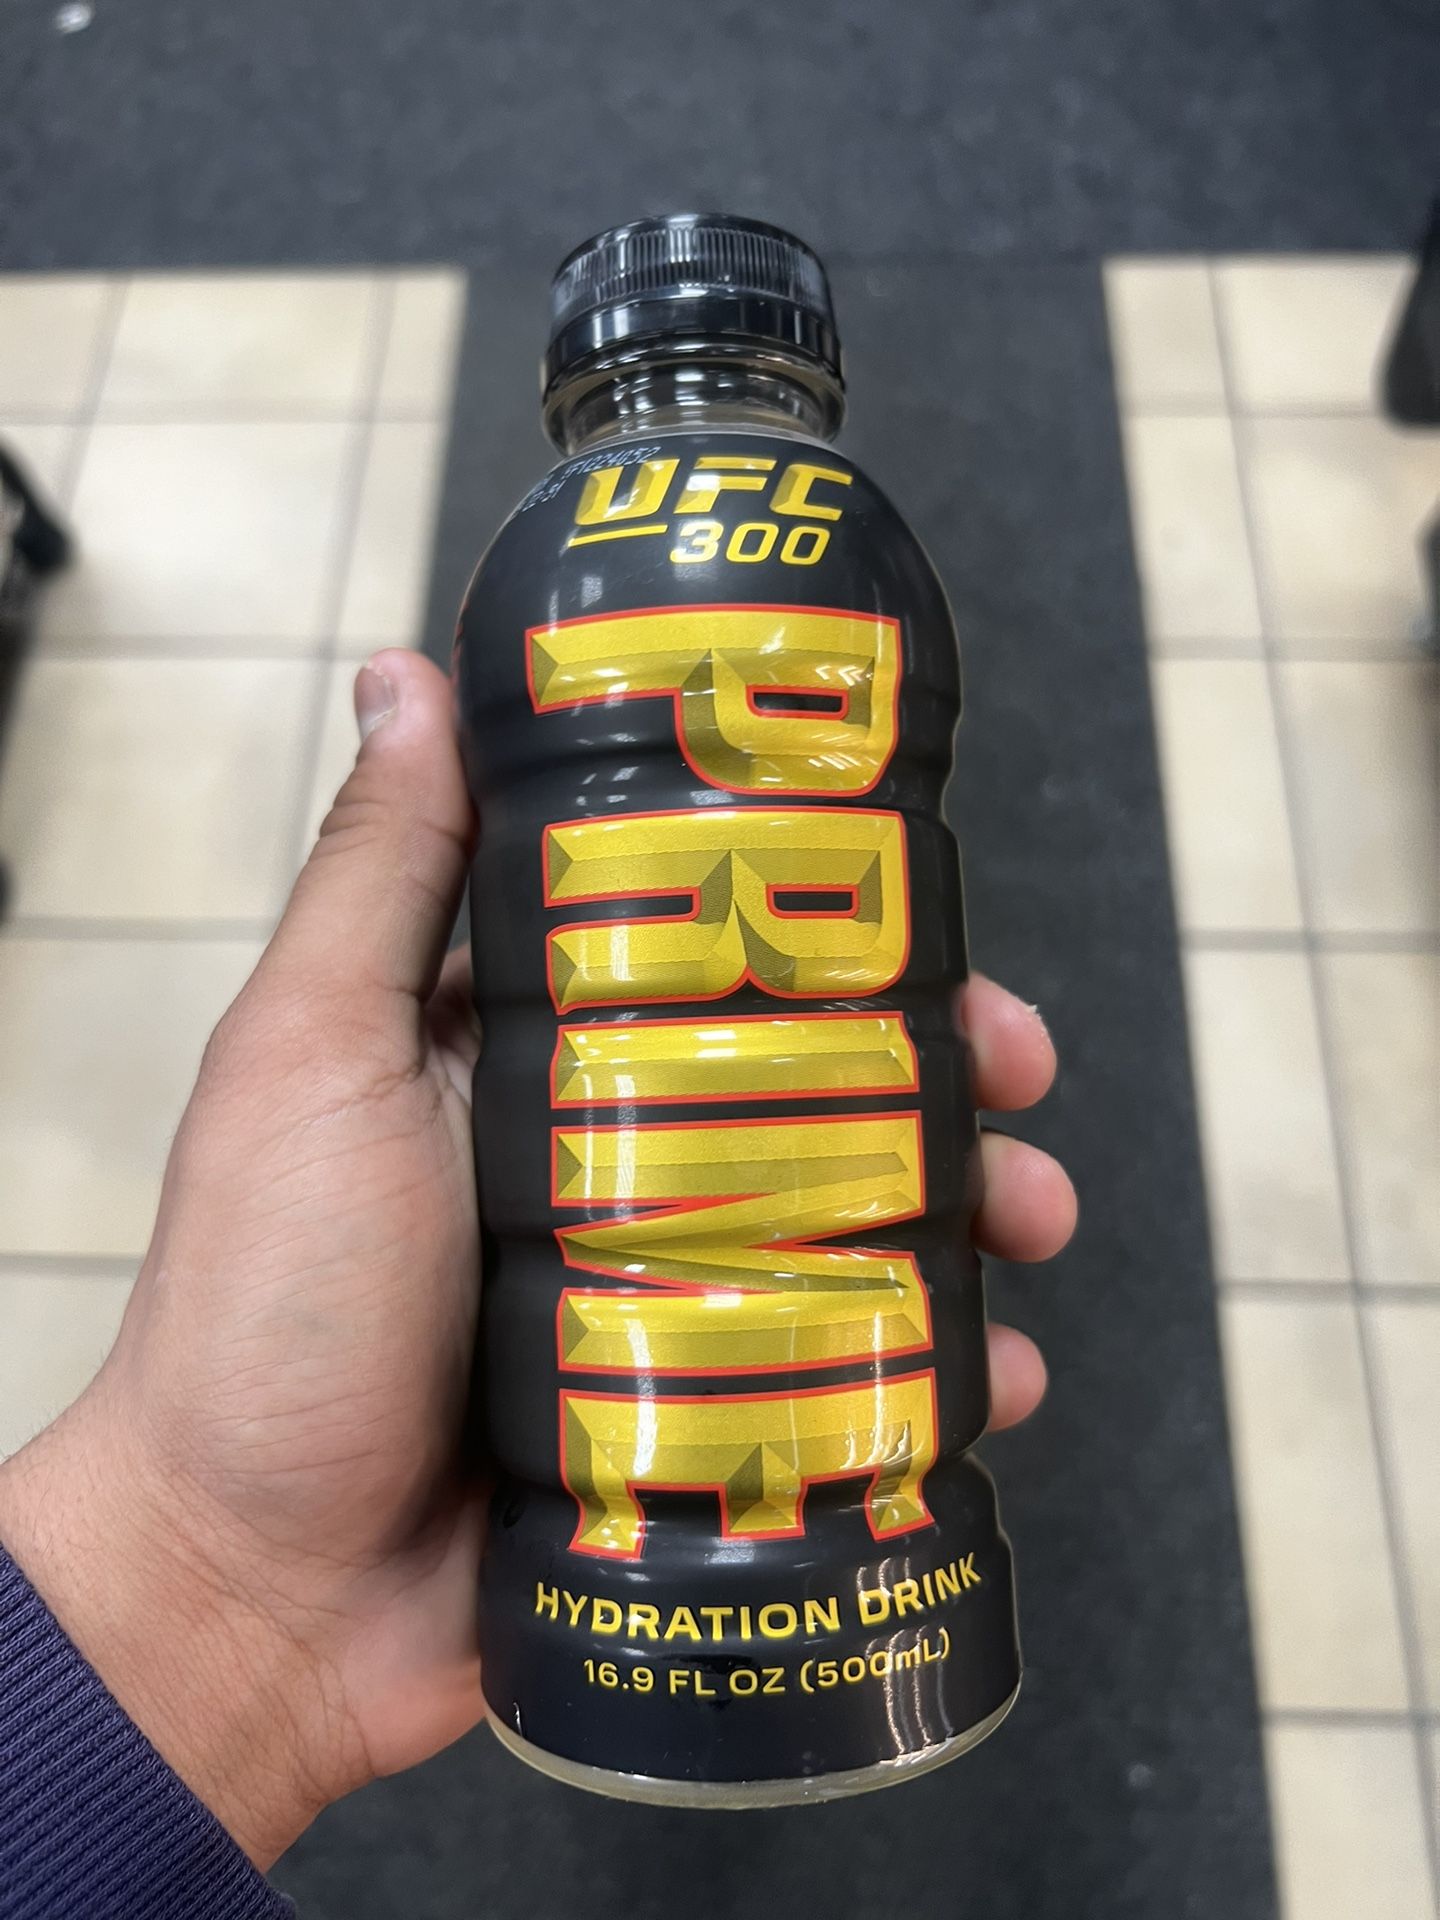 UFC
300
PRIME
HYDRATION DRINK
16.9 FL OZ (500mL)